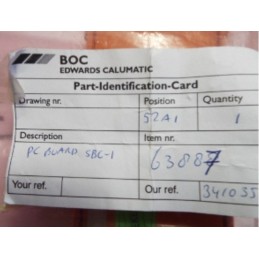 BOC
EDWARDS CALUMATIC
Part-Identification-Card
Drawing nr. Position Quantity
52A1 1
Description Item nr.
PC BOARD SBC-1 63887
Your ref. Our ref. 341035